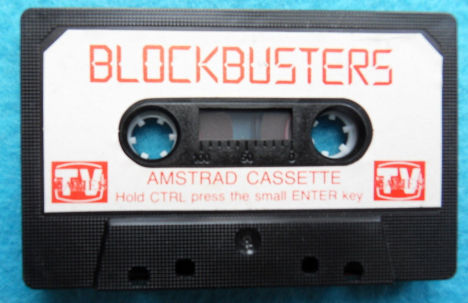 BLOCKBUSTERS
100 50 0
TV TV
AMSTRAD CASSETTE
Hold CTRL press the small ENTER key